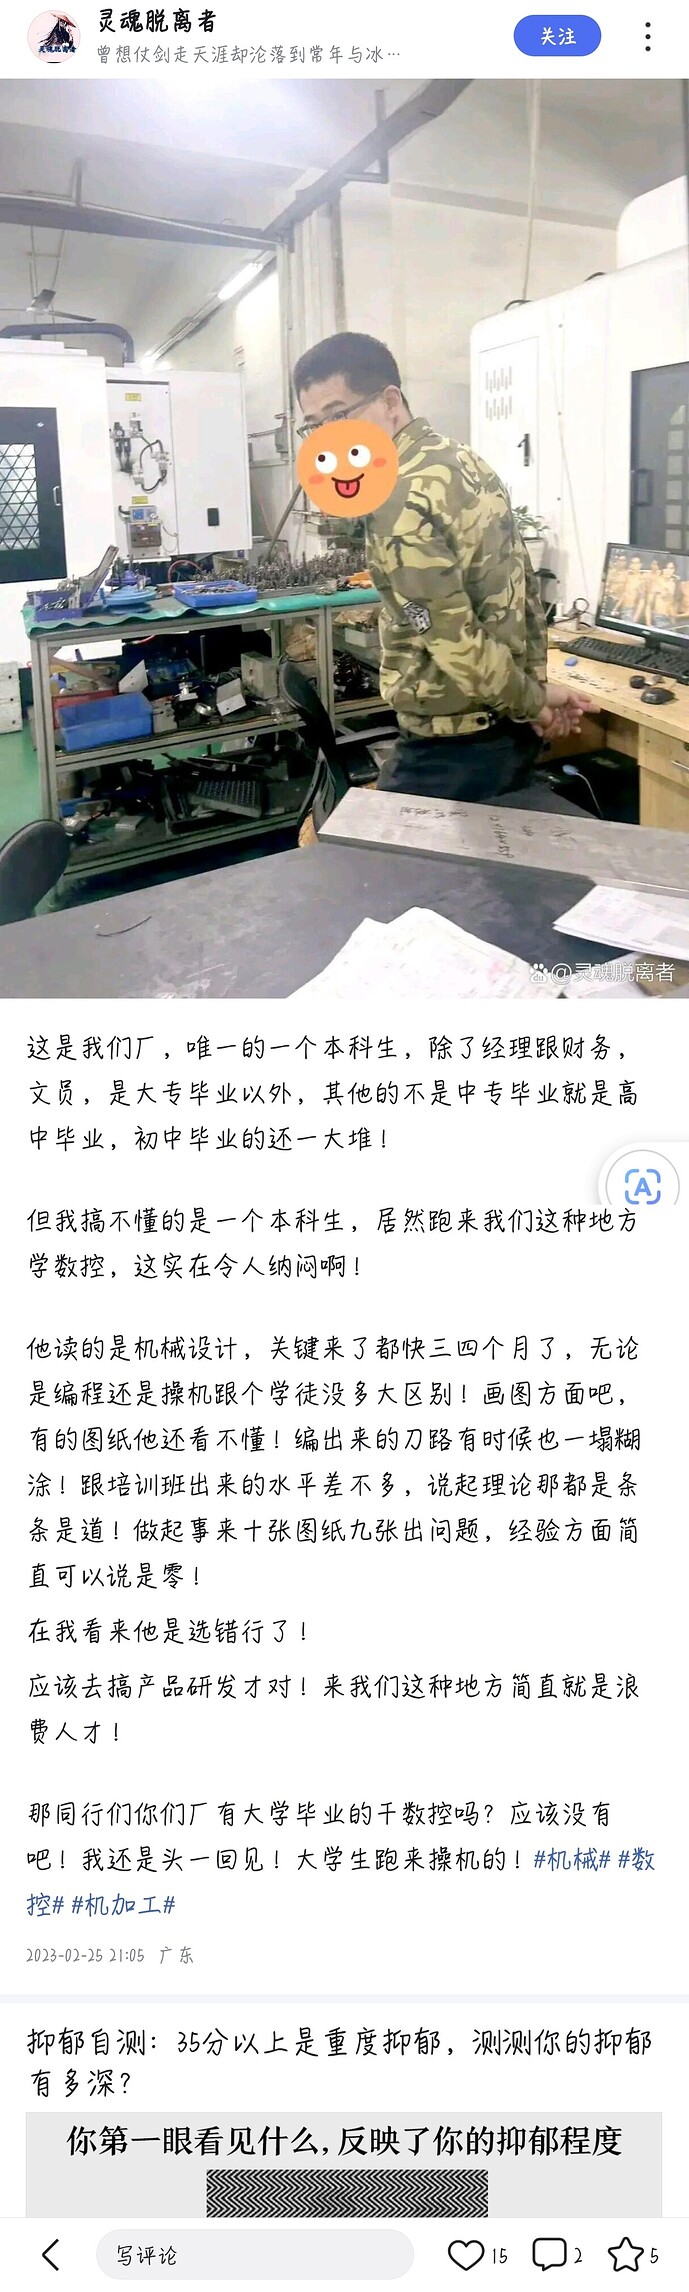 灵魂脱离者
曾想仗剑走天涯却沦落到常年与冰…
关注
@灵魂脱离者
这是我们厂，唯一的一个本科生，除了经理跟财务，
文员，是大专毕业以外，其他的不是中专毕业就是高
中毕业，初中毕业的还一大堆！
但我搞不懂的是一个本科生，居然跑来我们这种地方
学数控，这实在令人纳闷啊！
他读的是机械设计，关键来了都快三四个月了，无论
是编程还是操机跟个学徒没多大区别！画图方面吧，
有的图纸他还看不懂！编出来的刀路有时候也一塌糊
涂！跟培训班出来的水平差不多，说起理论那都是条
条是道！做起事来十张图纸九张出问题，经验方面简
直可以说是零！
在我看来他是选错行了！
应该去搞产品研发才对！来我们这种地方简直就是浪
费人才！
那同行们你们厂有大学毕业的干数控吗？应该没有
吧！我还是头一回见！大学生跑来操机的！#机械# #数
控# #机加工#
2023-02-25 21:05 广东
抑郁自测：35分以上是重度抑郁，测测你的抑郁
有多深？
你第一眼看见什么，反映了你的抑郁程度
写评论
15
2
5